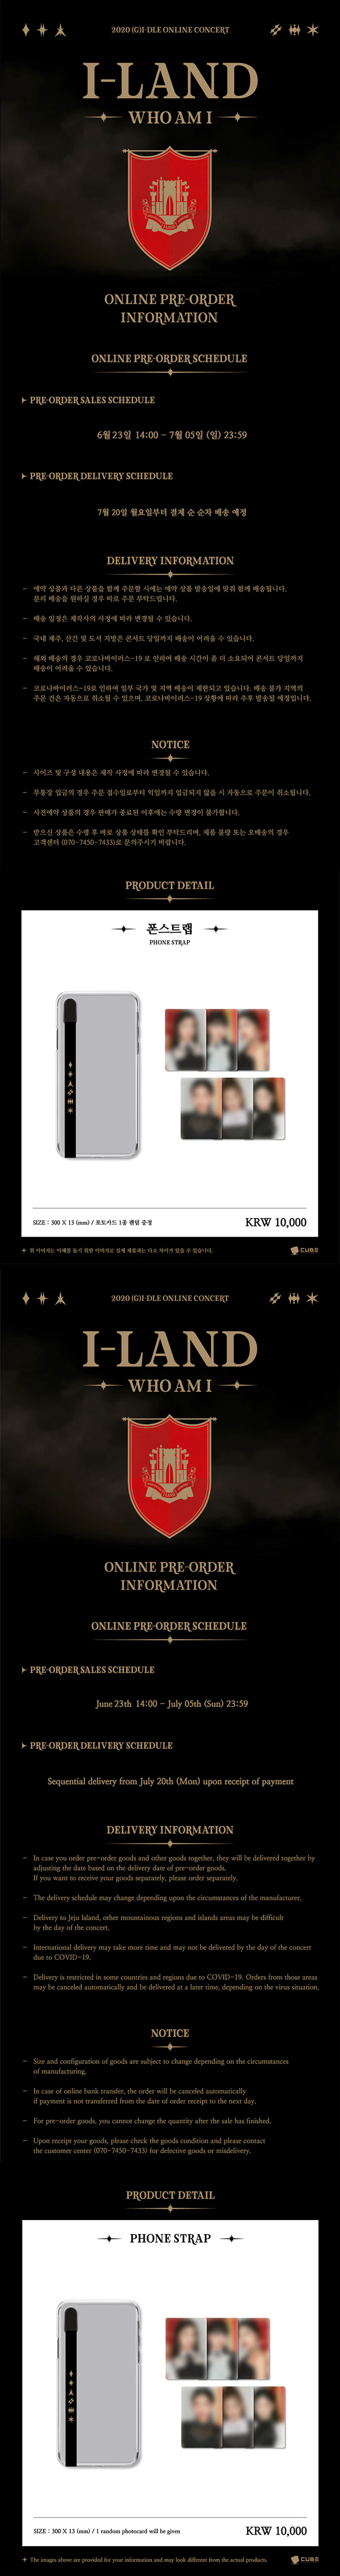 2020 (G)I-DLE ONLINE CONCERT
I-LAND
WHO AM I
ONLINE PRE-ORDER
INFORMATION
ONLINE PRE-ORDER SCHEDULE
PRE-ORDER SALES SCHEDULE
6월 23일 14:00 - 7월 05일 (일) 23:59
PRE-ORDER DELIVERY SCHEDULE
7월 20일 월요일부터 결제 순 순차 배송 예정
DELIVERY INFORMATION
- 예약 상품과 다른 상품을 함께 주문할 시에는 예약 상품 발송일에 맞춰 함께 배송됩니다.
분리 배송을 원하실 경우 따로 주문 부탁드립니다.
- 배송 일정은 제작사의 사정에 따라 변경될 수 있습니다.
- 국내 제주, 산간 및 도서 지방은 콘서트 당일까지 배송이 어려울 수 있습니다.
- 해외 배송의 경우 코로나바이러스-19 로 인하여 배송 시간이 좀 더 소요되어 콘서트 당일까지
배송이 어려울 수 있습니다.
- 코로나바이러스-19로 인하여 일부 국가 및 지역 배송이 제한되고 있습니다. 배송 불가 지역의
주문 건은 자동으로 취소될 수 있으며, 코로나바이러스-19 상황에 따라 추후 발송될 예정입니다.
NOTICE
- 사이즈 및 구성 내용은 제작 사정에 따라 변경될 수 있습니다.
- 무통장 입금의 경우 주문 접수일로부터 익일까지 입금되지 않을 시 자동으로 주문이 취소됩니다.
- 사전예약 상품의 경우 판매가 종료된 이후에는 수량 변경이 불가합니다.
- 받으신 상품은 수령 후 바로 상품 상태를 확인 부탁드리며, 제품 불량 또는 오배송의 경우
고객센터 (070-7450-7433)로 문의주시기 바랍니다.
PRODUCT DETAIL
폰스트랩
PHONE STRAP
SIZE : 300 X 13 (mm) / 포토카드 1종 랜덤 증정
KRW 10,000
위 이미지는 이해를 돕기 위한 이미지로 실제 제품과는 다소 차이가 있을 수 있습니다.
CUBE
2020 (G)I-DLE ONLINE CONCERT
I-LAND
WHO AM I
ONLINE PRE-ORDER
INFORMATION
ONLINE PRE-ORDER SCHEDULE
PRE-ORDER SALES SCHEDULE
June 23th 14:00 - July 05th (Sun) 23:59
PRE-ORDER DELIVERY SCHEDULE
Sequential delivery from July 20th (Mon) upon receipt of payment
DELIVERY INFORMATION
- In case you order pre-order goods and other goods together, they will be delivered together by
adjusting the date based on the delivery date of pre-order goods.
If you want to receive your goods separately, please order separately.
- The delivery schedule may change depending upon the circumstances of the manufacturer.
- Delivery to Jeju Island, other mountainous regions and islands areas may be difficult
by the day of the concert.
- International delivery may take more time and may not be delivered by the day of the concert
due to COVID-19.
- Delivery is restricted in some countries and regions due to COVID-19. Orders from those areas
may be canceled automatically and be delivered at a later time, depending on the virus situation.
NOTICE
- Size and configuration of goods are subject to change depending on the circumstances
of manufacturing.
- In case of online bank transfer, the order will be canceled automatically
if payment is not transferred from the date of order receipt to the next day.
- For pre-order goods, you cannot change the quantity after the sale has finished.
- Upon receipt your goods, please check the goods condition and please contact
the customer center (070-7450-7433) for defective goods or misdelivery.
PRODUCT DETAIL
PHONE STRAP
SIZE : 300 X 13 (mm) / 1 random photocard will be given
KRW 10,000
The images above are provided for your information and may look different from the actual products.
CUBE